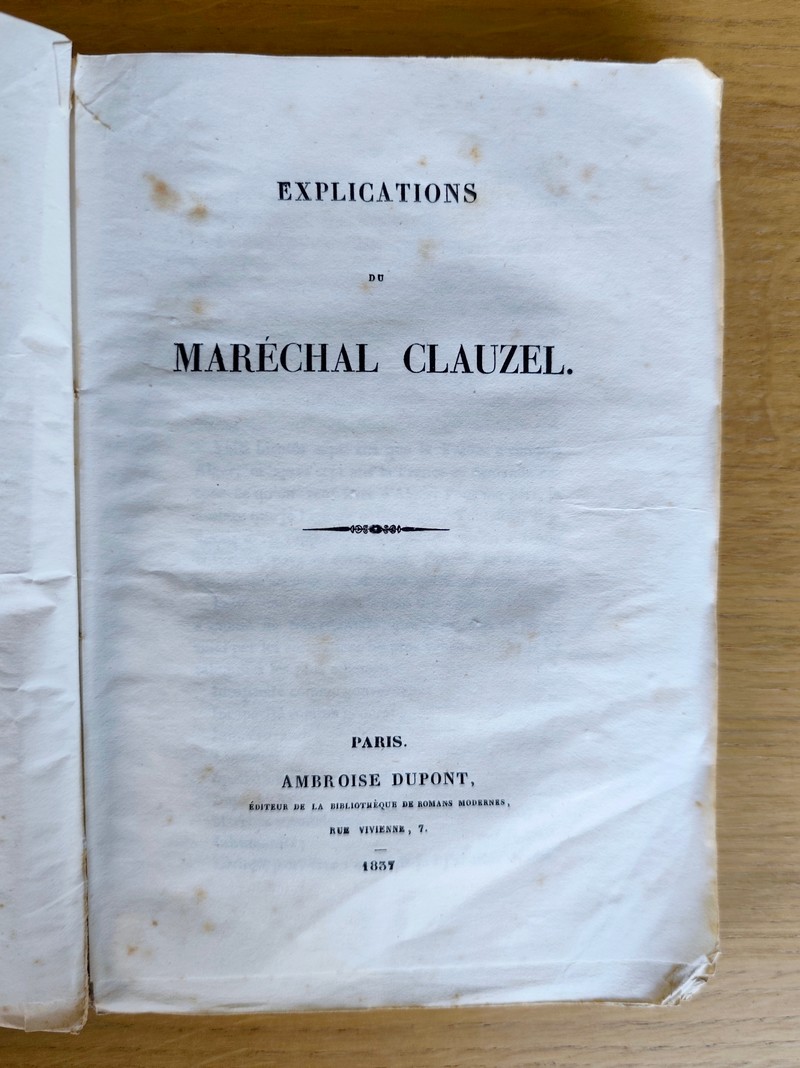 EXPLICATIONS
DU
MARÉCHAL CLAUZEL.
PARIS.
AMBROISE DUPONT,
ÉDITEUR DE LA BIBLIOTHÈQUE DE ROMANS MODERNES,
RUE VIVIENNE, 7.
1837